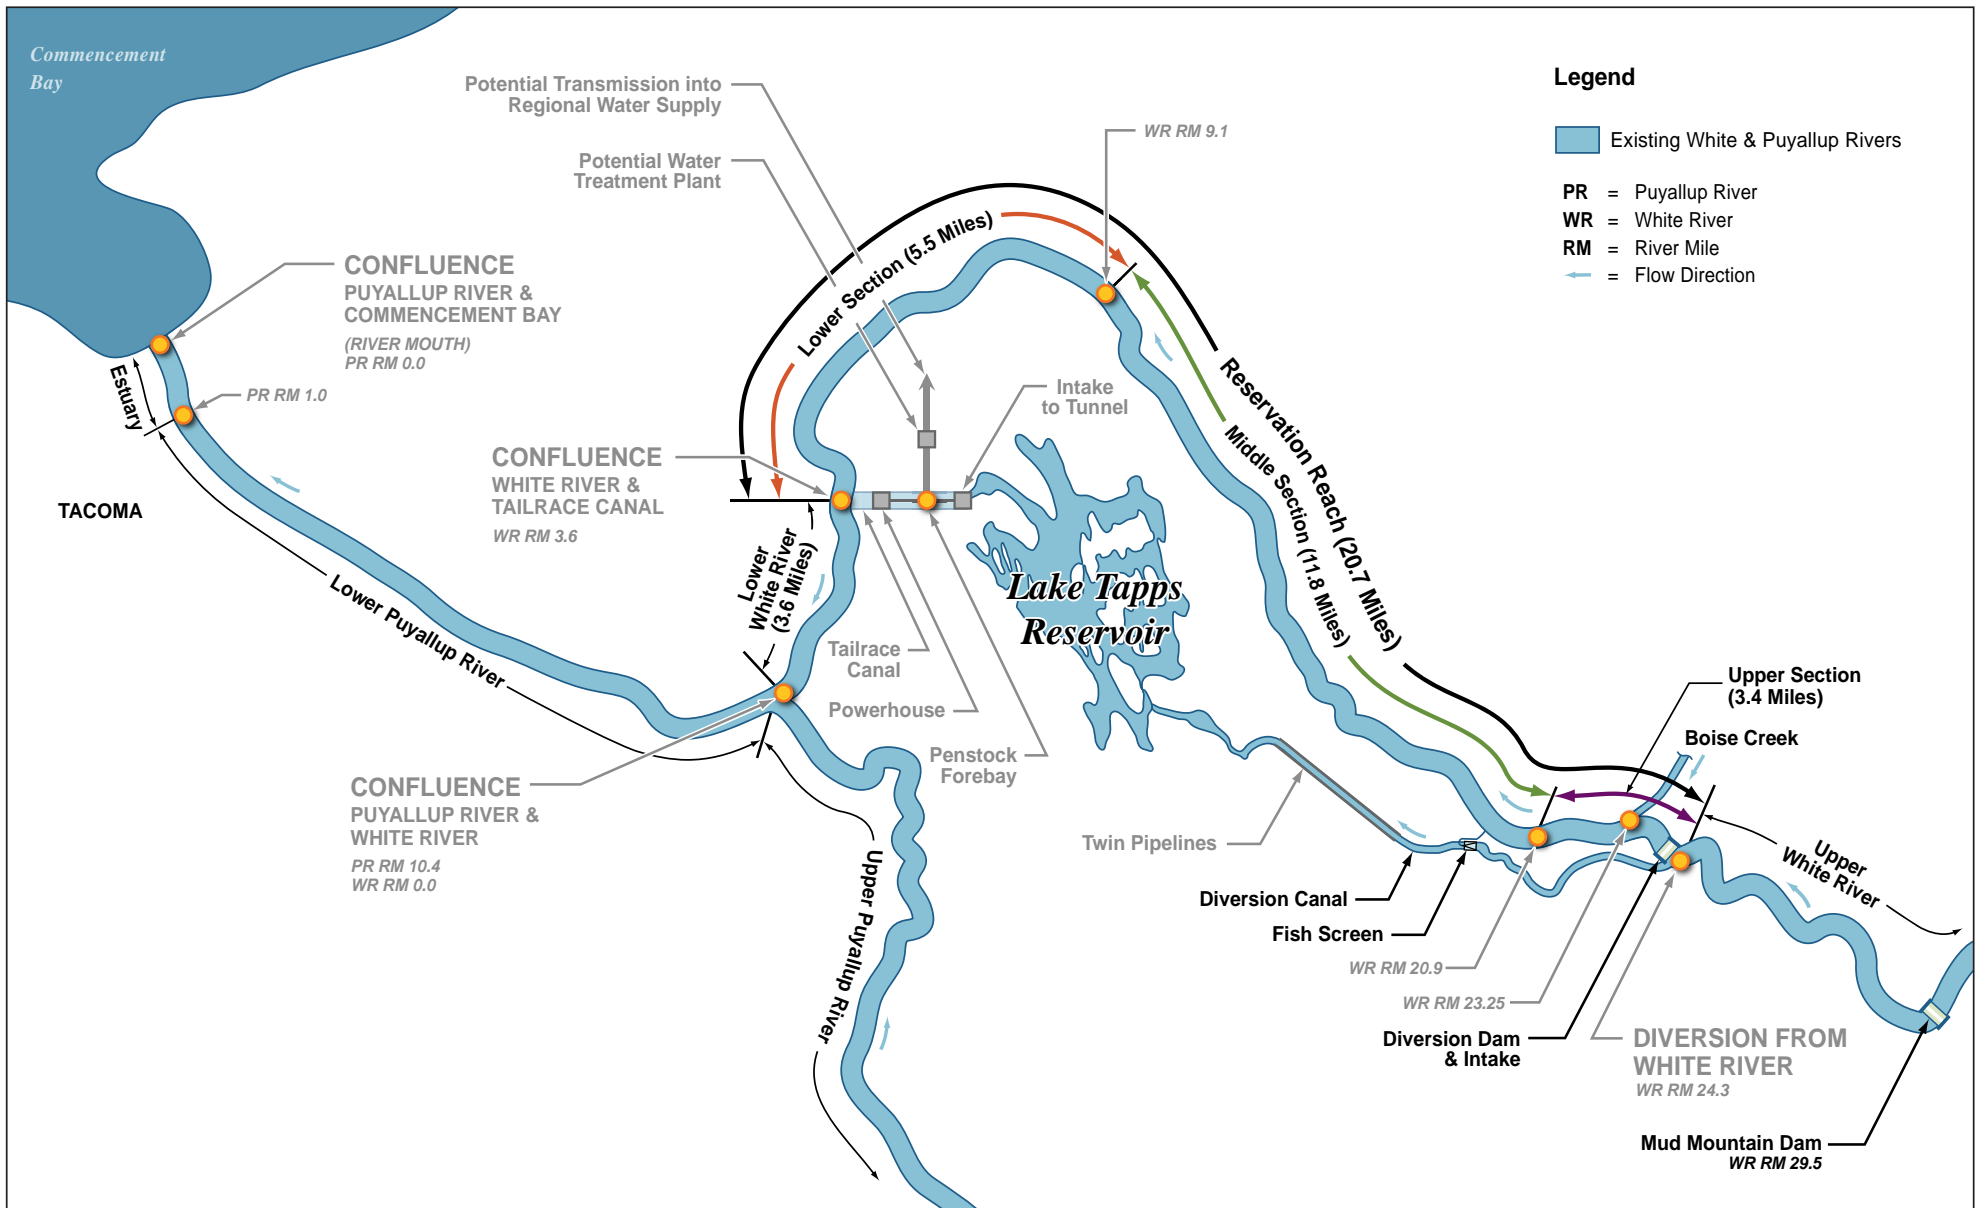 Commencement
Bay
Potential Transmission into
Regional Water Supply
Potential Water
Treatment Plant
WR RM 9.1
Legend
Existing White & Puyallup Rivers
PR = Puyallup River
WR = White River
RM = River Mile
= Flow Direction
CONFLUENCE
PUYALLUP RIVER &
COMMENCEMENT BAY
(RIVER MOUTH)
PR RM 0.0
Estuary
PR RM 1.0
TACOMA
Lower Section (5.5 Miles)
Reservation Reach (20.7 Miles)
Middle Section (11.8 Miles)
Intake
to Tunnel
CONFLUENCE
WHITE RIVER &
TAILRACE CANAL
WR RM 3.6
Lower
White River
(3.6 Miles)
Lake Tapps
Reservoir
Lower Puyallup River
Tailrace
Canal
Powerhouse
Penstock
Forebay
Upper Section
(3.4 Miles)
Boise Creek
CONFLUENCE
PUYALLUP RIVER &
WHITE RIVER
PR RM 10.4
WR RM 0.0
Upper Puyallup River
Twin Pipelines
Upper
White River
Diversion Canal
Fish Screen
WR RM 20.9
WR RM 23.25
Diversion Dam
& Intake
DIVERSION FROM
WHITE RIVER
WR RM 24.3
Mud Mountain Dam
WR RM 29.5